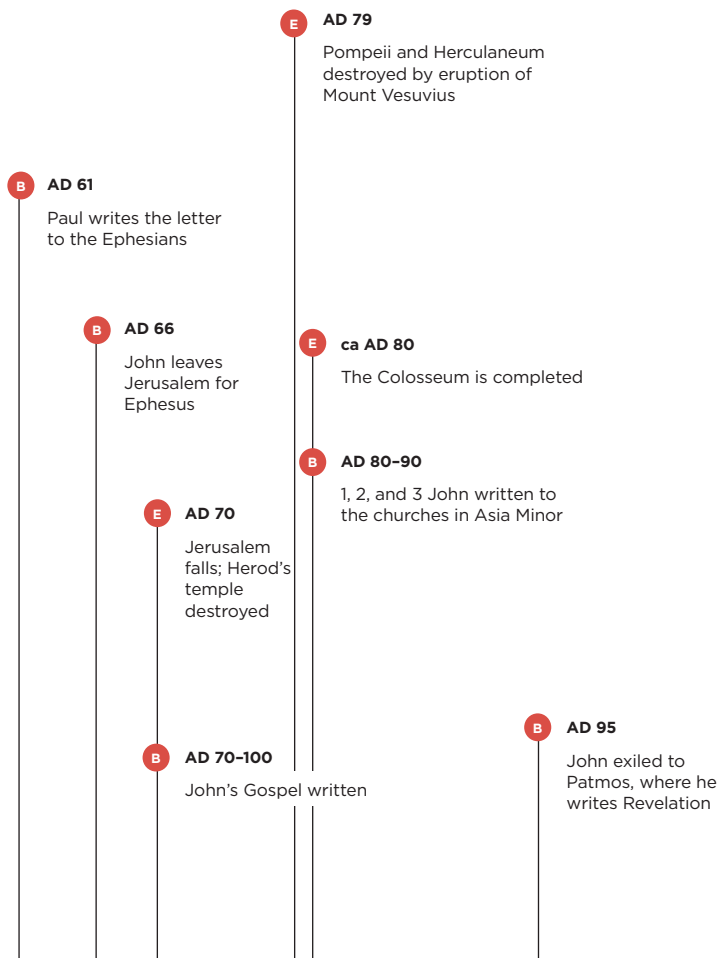 E
AD 79
Pompeii and Herculaneum
destroyed by eruption of
Mount Vesuvius
B
AD 61
Paul writes the letter
to the Ephesians
B
AD 66
John leaves
Jerusalem for
Ephesus
E
ca AD 80
The Colosseum is completed
B
AD 80–90
1, 2, and 3 John written to
the churches in Asia Minor
E
AD 70
Jerusalem
falls; Herod's
temple
destroyed
B
AD 70–100
John's Gospel written
B
AD 95
John exiled to
Patmos, where he
writes Revelation